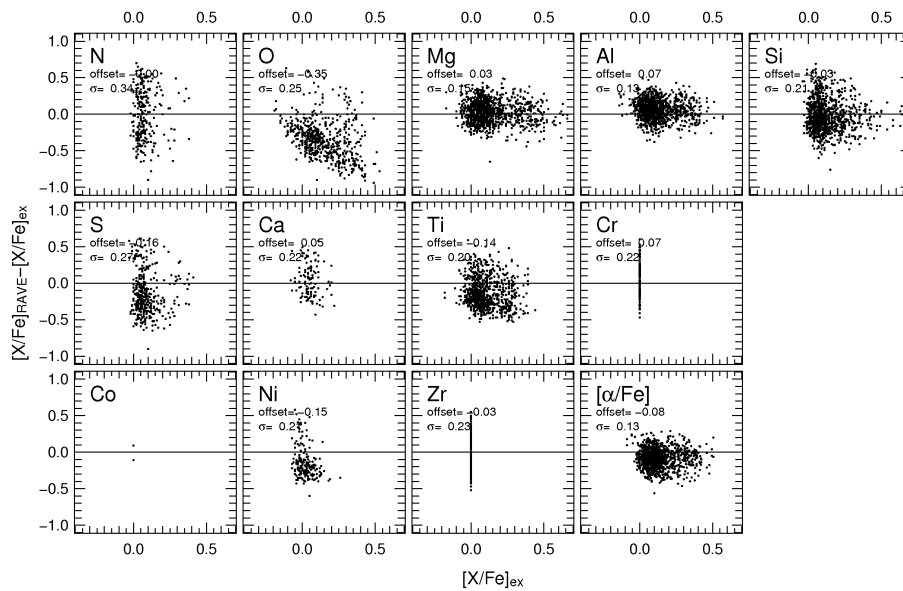 0.0 0.5 0.0 0.5 0.0 0.5
N O Mg Al Si
offset= −0.00 offset= −0.35 offset= 0.03 offset= 0.07 offset= −0.03
σ= 0.34 σ= 0.25 σ= 0.15 σ= 0.13 σ= 0.21
1.0
0.5
0.0
−0.5
−1.0
0.0 0.5
S Ca Ti Cr
offset= −0.16 offset= 0.05 offset= −0.14 offset= 0.07
σ= 0.27 σ= 0.22 σ= 0.20 σ= 0.22
1.0
0.5
0.0
−0.5
−1.0
[X/Fe]RAVE−[X/Fe]ex
Co Ni Zr [α/Fe]
offset= −0.15 offset= −0.03 offset= −0.08
σ= σ= 0.23 σ= 0.13
1.0
0.5
0.0
−0.5
−1.0
0.0 0.5 0.0 0.5 0.0 0.5 0.0 0.5
[X/Fe]ex